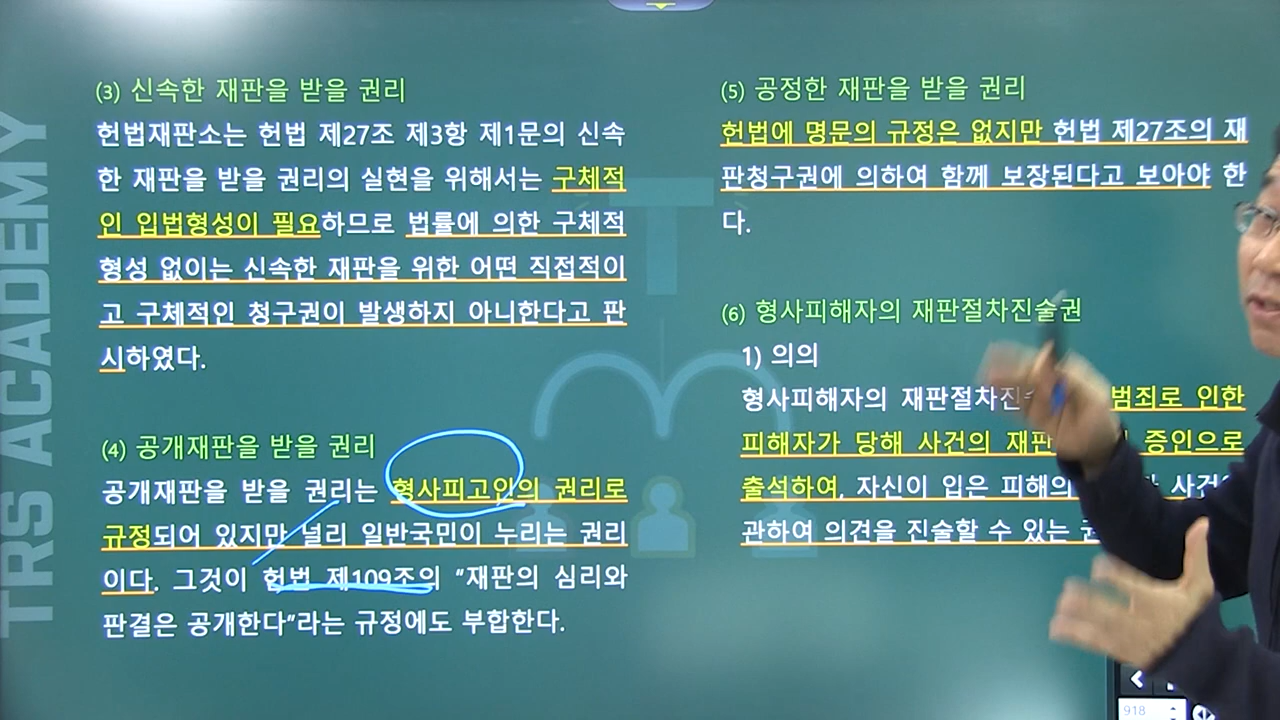 TRS ACADEMY
(3) 신속한 재판을 받을 권리
헌법재판소는 헌법 제27조 제3항 제1문의 신속
한 재판을 받을 권리의 실현을 위해서는 구체적
인 입법형성이 필요하므로 법률에 의한 구체적
형성 없이는 신속한 재판을 위한 어떤 직접적이
고 구체적인 청구권이 발생하지 아니한다고 판
시하였다.
(4) 공개재판을 받을 권리
공개재판을 받을 권리는 형사피고인의 권리로
규정되어 있지만 널리 일반국민이 누리는 권리
이다. 그것이 헌법 제109조의 "재판의 심리와
판결은 공개한다"라는 규정에도 부합한다.
(5) 공정한 재판을 받을 권리
헌법에 명문의 규정은 없지만 헌법 제27조의 재
판청구권에 의하여 함께 보장된다고 보아야 한
다.
(6) 형사피해자의 재판절차진술권
1) 의의
형사피해자의 재판절차진 범죄로 인한
피해자가 당해 사건의 재판 증인으로
출석하여, 자신이 입은 피해의 사건
관하여 의견을 진술할 수 있는
918